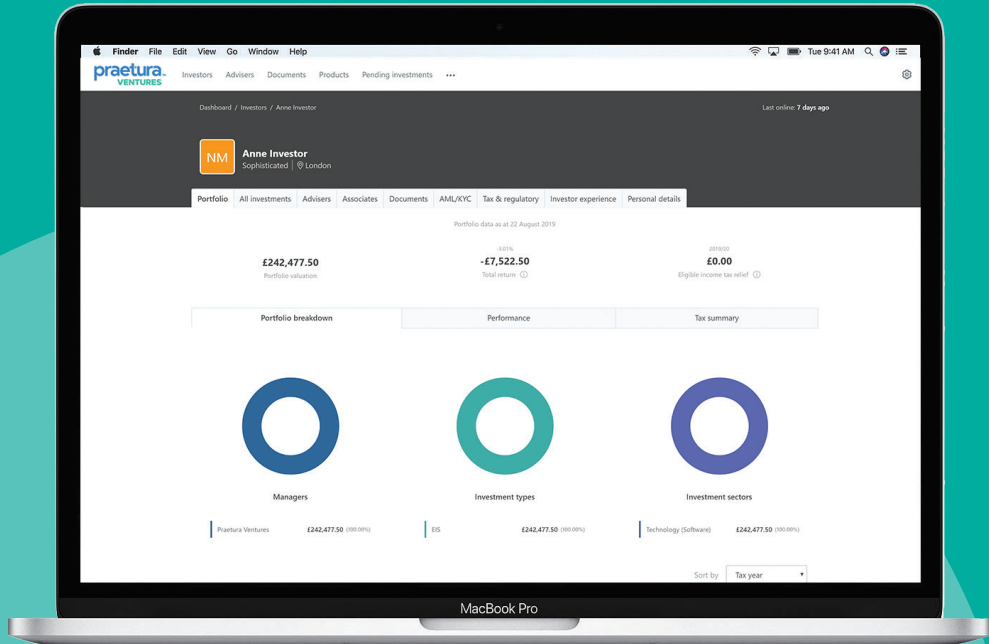 Finder File Edit View Go Window Help Tue 9:41 AM
praetura
VENTURES
Investors Advisers Documents Products Pending investments •••
Dashboard / Investors / Anne Investor Last online: 7 days ago
NM
Anne Investor
Sophisticated | London
Portfolio All investments Advisers Associates Documents AML/KYC Tax & regulatory Investor experience Personal details
Portfolio data as at 22 August 2019
-3.01% 2019/20
£242,477.50 -£7,522.50 £0.00
Portfolio valuation Total return Eligible income tax relief
Portfolio breakdown Performance Tax summary
Managers Investment types Investment sectors
Praetura Ventures £242,477.50 (100.00%) EIS £242,477.50 (100.00%) Technology (Software) £242,477.50 (100.00%)
Sort by Tax year
MacBook Pro